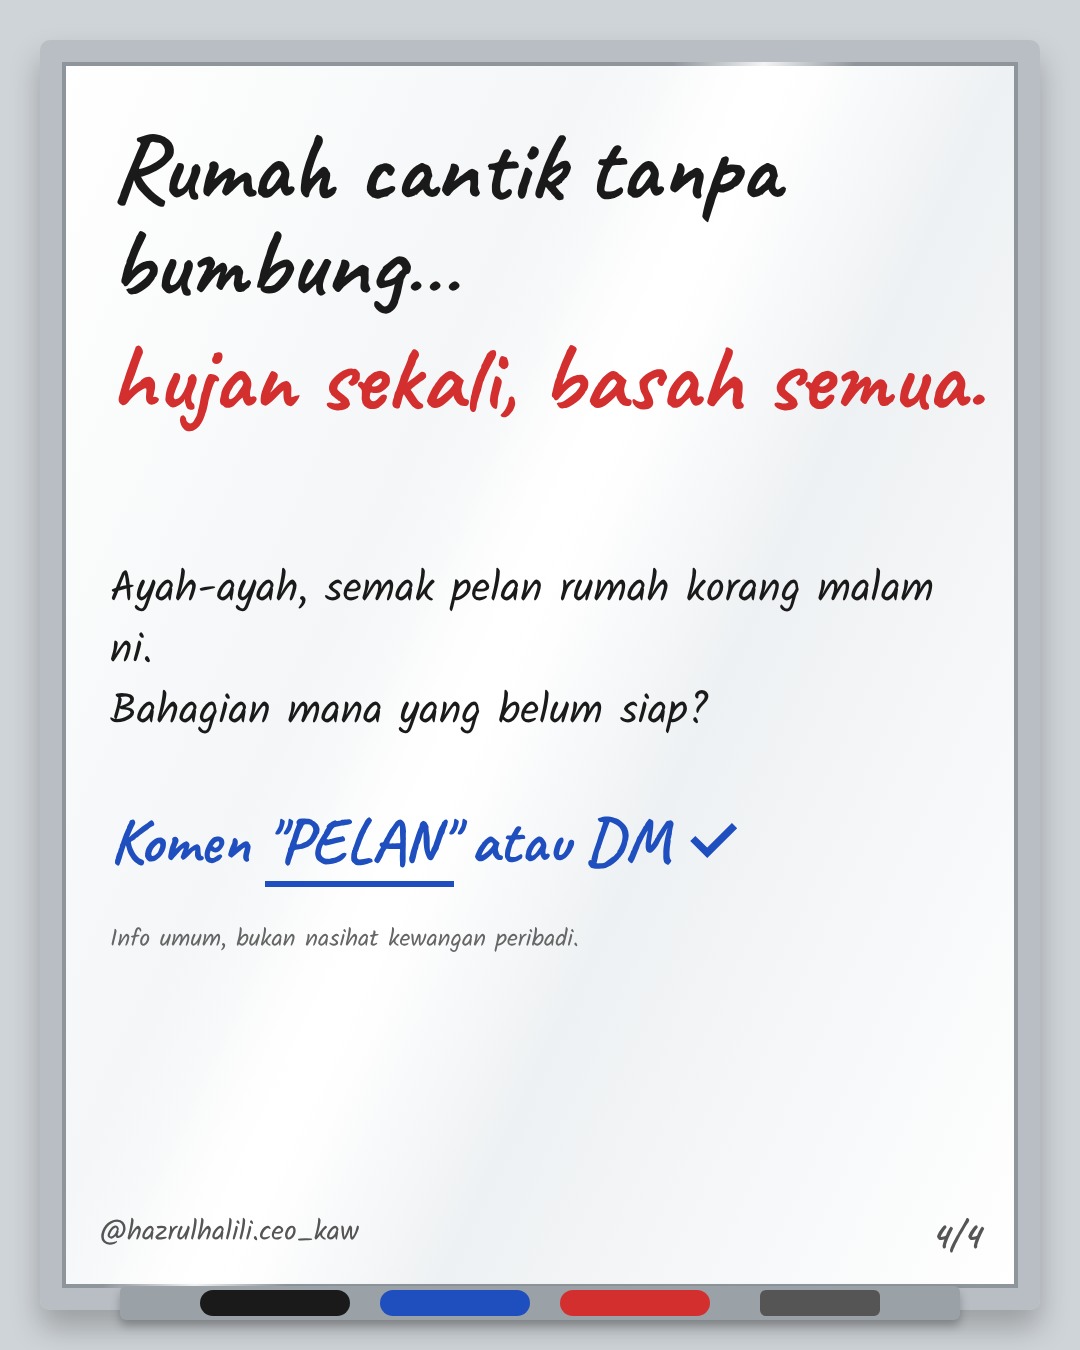 Rumah cantik tanpa
bumbung...
hujan sekali, basah semua.
Ayah-ayah, semak pelan rumah korang malam
ni.
Bahagian mana yang belum siap?
Komen "PELAN" atau DM ✓
Info umum, bukan nasihat kewangan peribadi.
@hazrulhalili.ceo_kaw
4/4